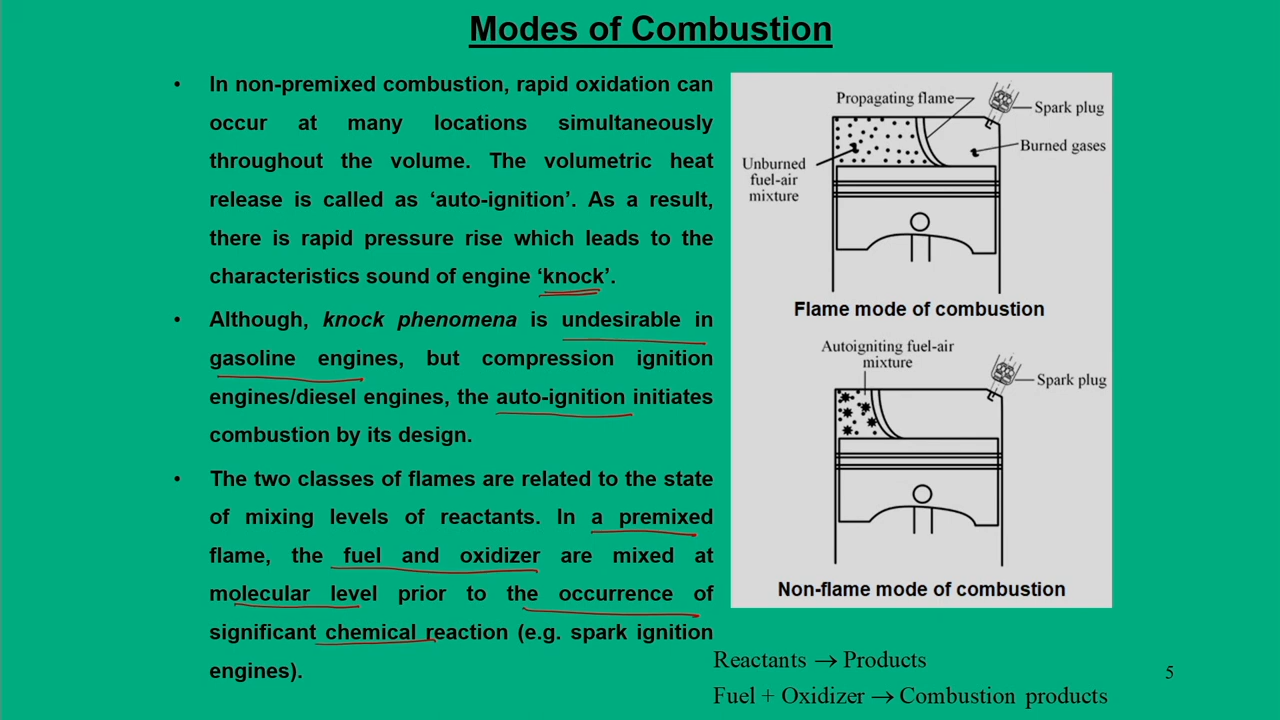 Modes of Combustion
• In non-premixed combustion, rapid oxidation can
occur at many locations simultaneously
throughout the volume. The volumetric heat
release is called as ‘auto-ignition’. As a result,
there is rapid pressure rise which leads to the
characteristics sound of engine ‘knock’.
• Although, knock phenomena is undesirable in
gasoline engines, but compression ignition
engines/diesel engines, the auto-ignition initiates
combustion by its design.
• The two classes of flames are related to the state
of mixing levels of reactants. In a premixed
flame, the fuel and oxidizer are mixed at
molecular level prior to the occurrence of
significant chemical reaction (e.g. spark ignition
engines).
Propagating flame
Spark plug
Burned gases
Unburned
fuel-air
mixture
Flame mode of combustion
Autoigniting fuel-air
mixture
Spark plug
Non-flame mode of combustion
Reactants → Products
Fuel + Oxidizer → Combustion products
5